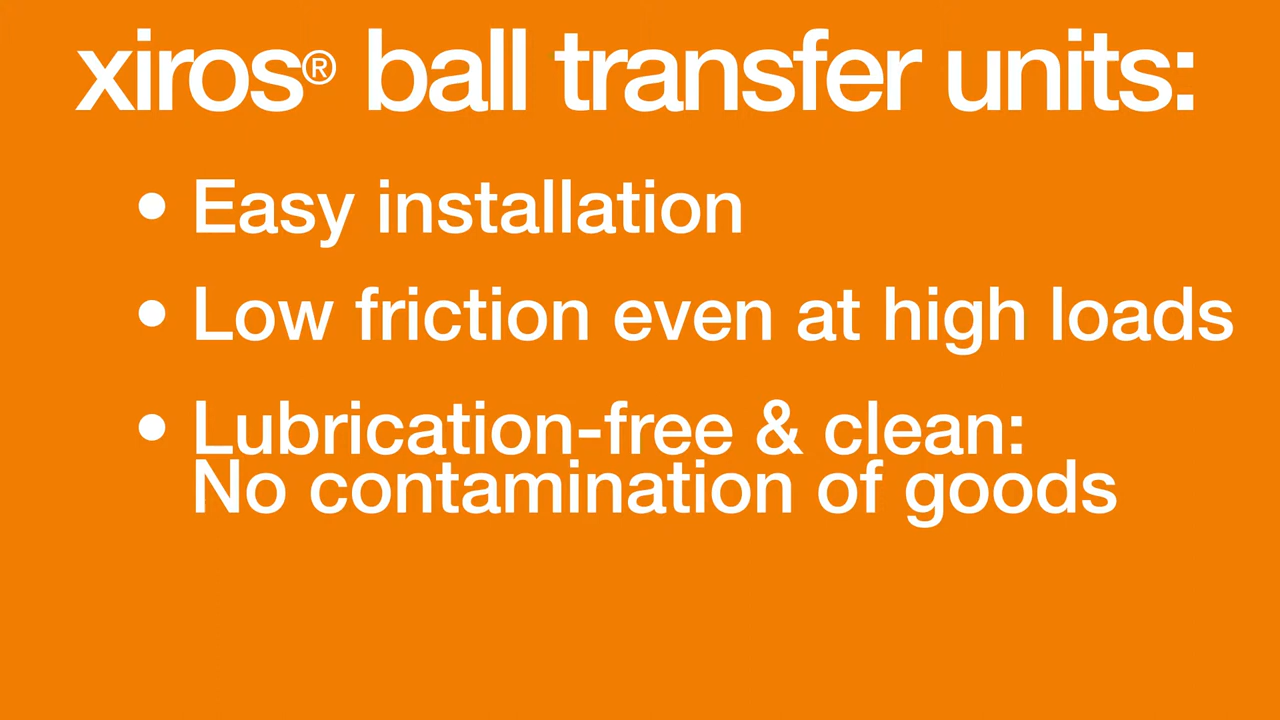 xiros® ball transfer units:
• Easy installation
• Low friction even at high loads
• Lubrication-free & clean:
No contamination of goods